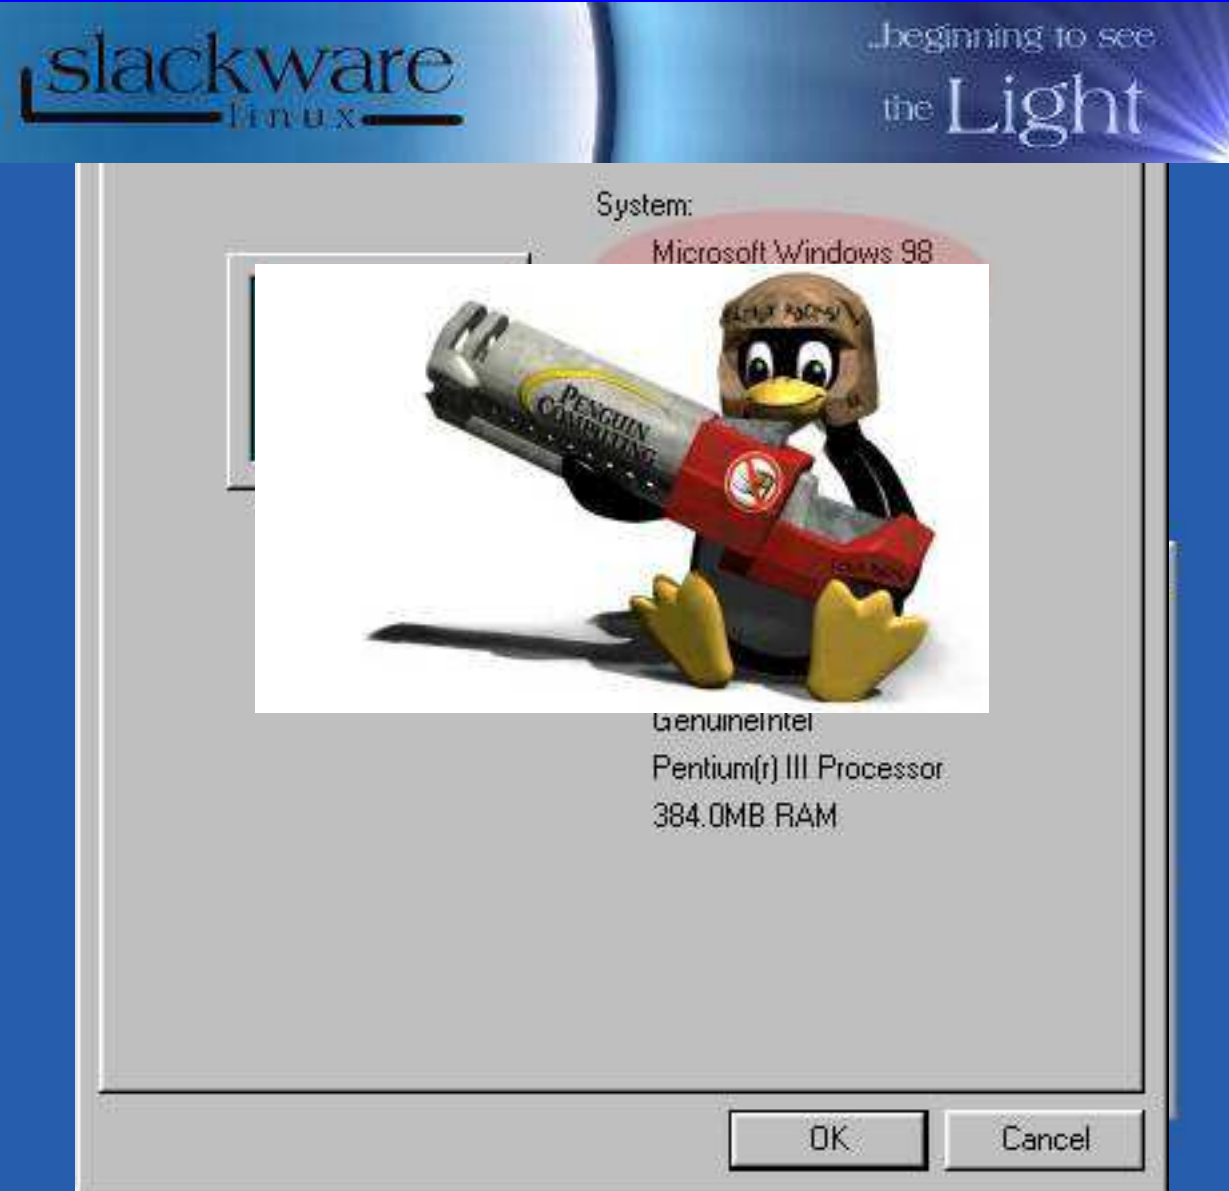 slackware
linux
..beginning to see
the Light
System:
Microsoft Windows 98
PENGUIN
COMPUTING
GenuineIntel
Pentium(r) III Processor
384.0MB RAM
OK
Cancel